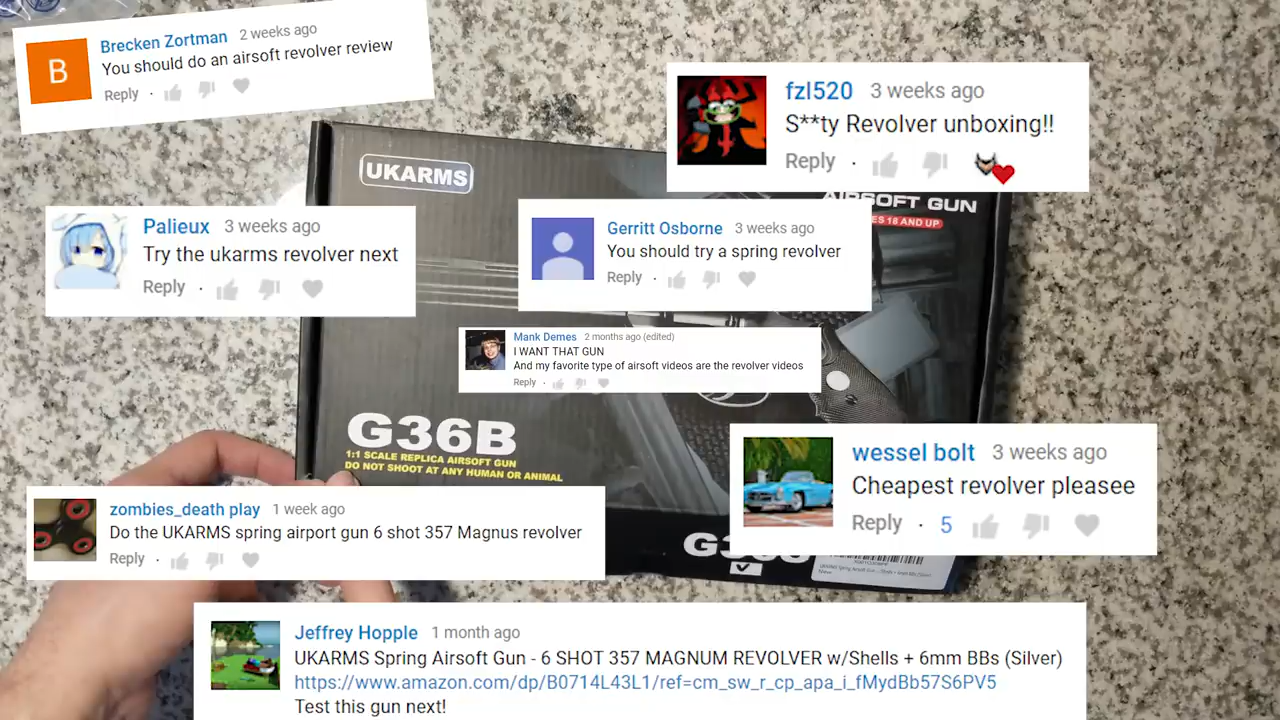 Brecken Zortman 2 weeks ago
You should do an airsoft revolver review
Reply
B
fzl520 3 weeks ago
S**ty Revolver unboxing!!
Reply
UKARMS
AIRSOFT GUN
ES 18 AND UP
Palieux 3 weeks ago
Try the ukarms revolver next
Reply
Gerritt Osborne 3 weeks ago
You should try a spring revolver
Reply
Mank Demes 2 months ago (edited)
I WANT THAT GUN
And my favorite type of airsoft videos are the revolver videos
Reply
G36B
1:1 SCALE REPLICA AIRSOFT GUN
DO NOT SHOOT AT ANY HUMAN OR ANIMAL
wessel bolt 3 weeks ago
Cheapest revolver pleasee
Reply 5
zombies_death play 1 week ago
Do the UKARMS spring airport gun 6 shot 357 Magnus revolver
Reply
Jeffrey Hopple 1 month ago
UKARMS Spring Airsoft Gun - 6 SHOT 357 MAGNUM REVOLVER w/Shells + 6mm BBs (Silver)
https://www.amazon.com/dp/B0714L43L1/ref=cm_sw_r_cp_apa_i_fMydBb57S6PV5
Test this gun next!